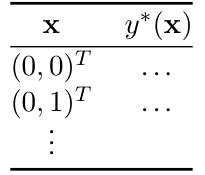 x y*(x)
(0, 0)ᵀ …
(0, 1)ᵀ …
⋮